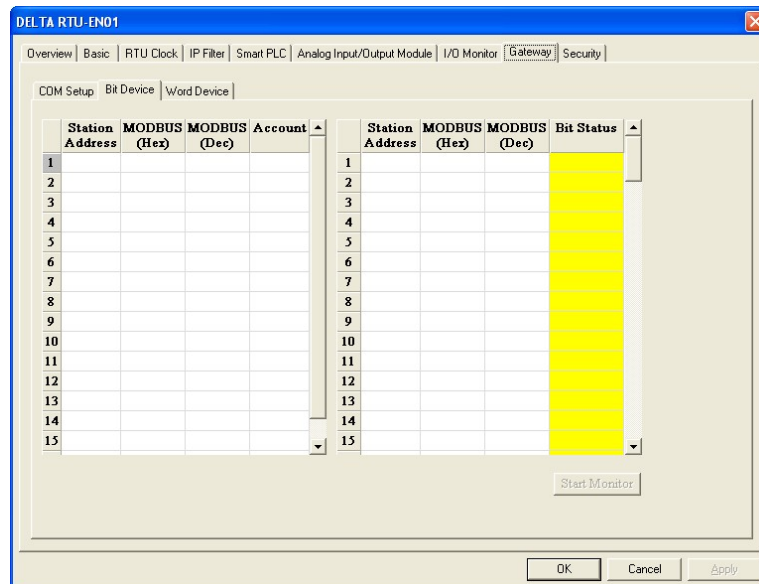 DELTA RTU-EN01
Overview Basic RTU Clock IP Filter Smart PLC Analog Input/Output Module I/O Monitor Gateway Security
COM Setup Bit Device Word Device
Station Address MODBUS (Hex) MODBUS (Dec) Account Station Address MODBUS (Hex) MODBUS (Dec) Bit Status
1 1
2 2
3 3
4 4
5 5
6 6
7 7
8 8
9 9
10 10
11 11
12 12
13 13
14 14
15 15
Start Monitor
OK Cancel Apply